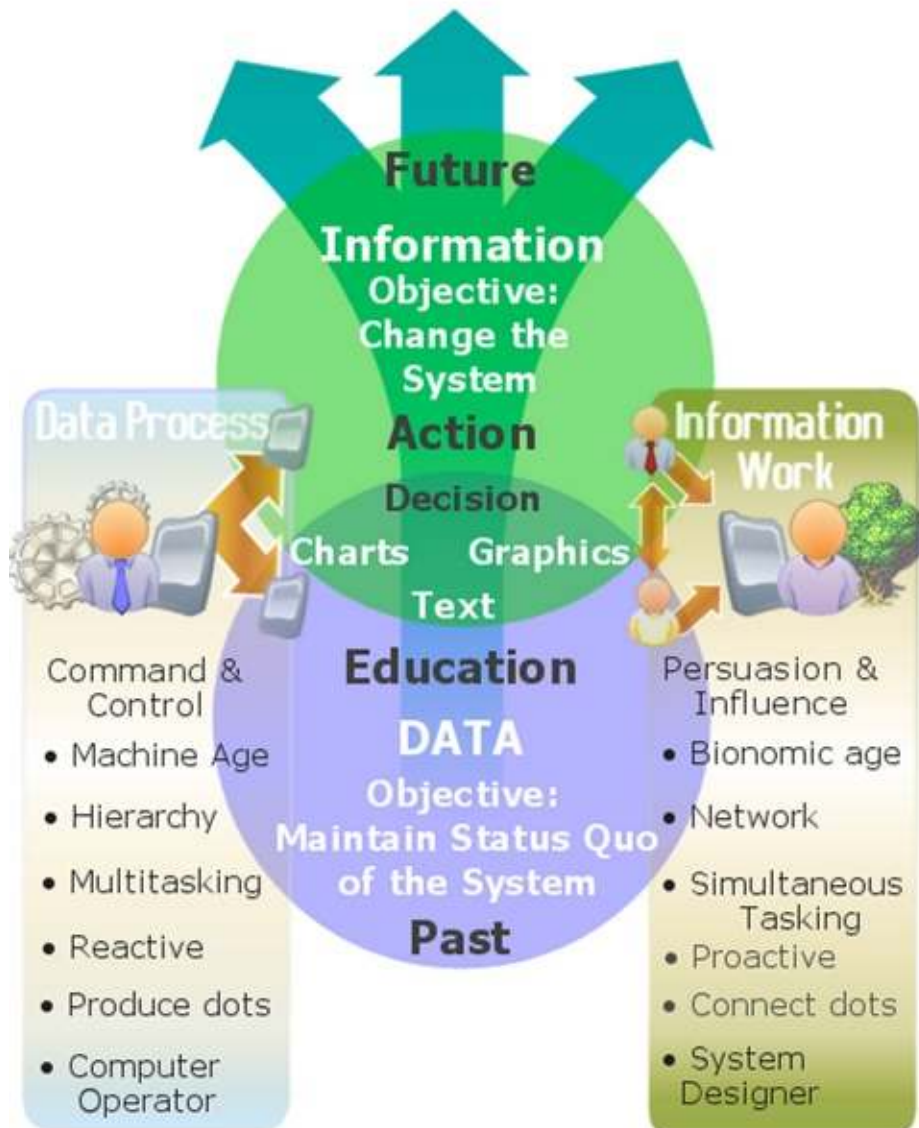 Future
Information
Objective:
Change the
System
Action
Decision
Charts Graphics
Text
Education
DATA
Objective:
Maintain Status Quo
of the System
Past
Data Process
Command &
Control
• Machine Age
• Hierarchy
• Multitasking
• Reactive
• Produce dots
• Computer
Operator
Information
Work
Persuasion &
Influence
• Bionomic age
• Network
• Simultaneous
Tasking
• Proactive
• Connect dots
• System
Designer